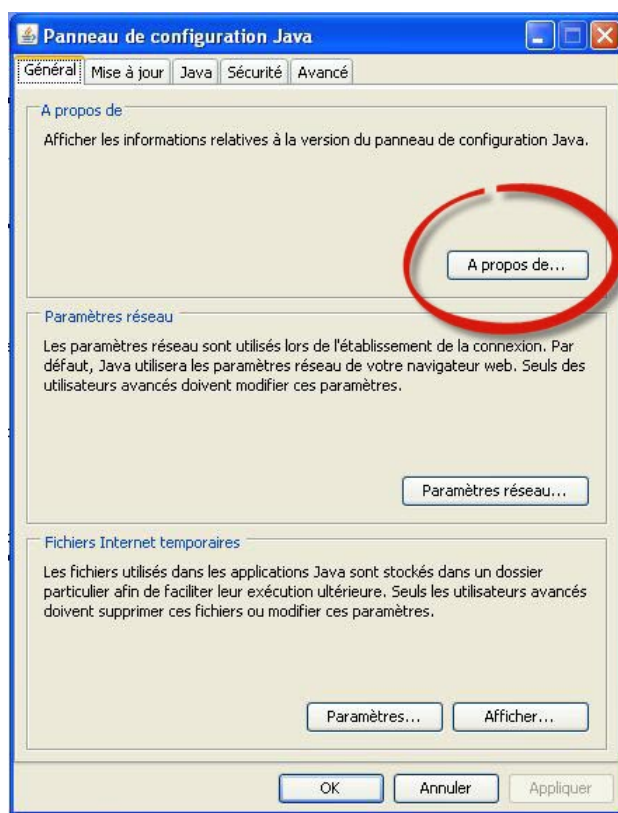 Panneau de configuration Java
Général Mise à jour Java Sécurité Avancé
A propos de
Afficher les informations relatives à la version du panneau de configuration Java.
A propos de...
Paramètres réseau
Les paramètres réseau sont utilisés lors de l'établissement de la connexion. Par
défaut, Java utilisera les paramètres réseau de votre navigateur web. Seuls des
utilisateurs avancés doivent modifier ces paramètres.
Paramètres réseau...
Fichiers Internet temporaires
Les fichiers utilisés dans les applications Java sont stockés dans un dossier
particulier afin de faciliter leur exécution ultérieure. Seuls les utilisateurs avancés
doivent supprimer ces fichiers ou modifier ces paramètres.
Paramètres... Afficher...
OK Annuler Appliquer